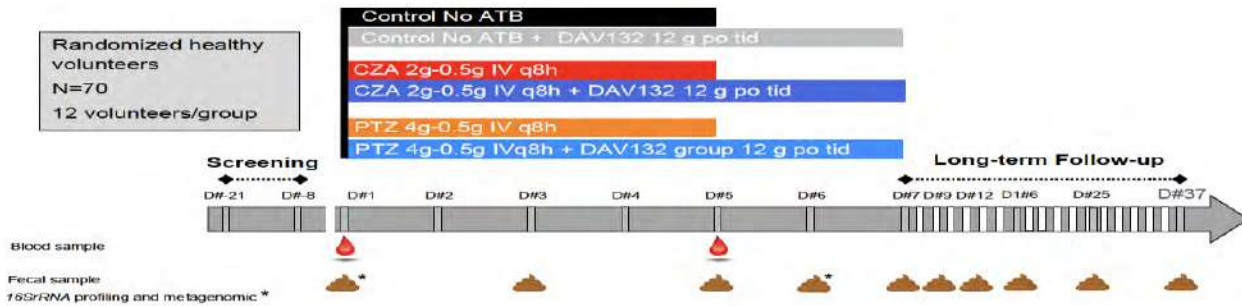 Control No ATB
Control No ATB + DAV132 12 g po tid
Randomized healthy
volunteers
N=70
12 volunteers/group
CZA 2g-0.5g IV q8h
CZA 2g-0.5g IV q8h + DAV132 12 g po tid
PTZ 4g-0.5g IV q8h
PTZ 4g-0.5g IVq8h + DAV132 group 12 g po tid
Screening
Long-term Follow-up
D#-21 D#-8 D#1 D#2 D#3 D#4 D#5 D#6 D#7 D#9 D#12 D1#6 D#25 D#37
Blood sample
Fecal sample
16SrRNA profiling and metagenomic *
* *